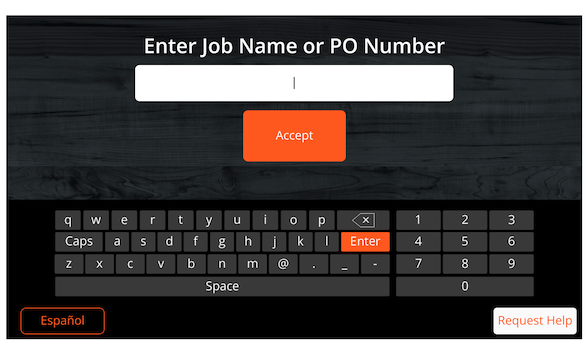 Enter Job Name or PO Number
Accept
q w e r t y u i o p 1 2 3
Caps a s d f g h j k l Enter 4 5 6
z x c v b n m @ . _ - 7 8 9
Space 0
Español Request Help